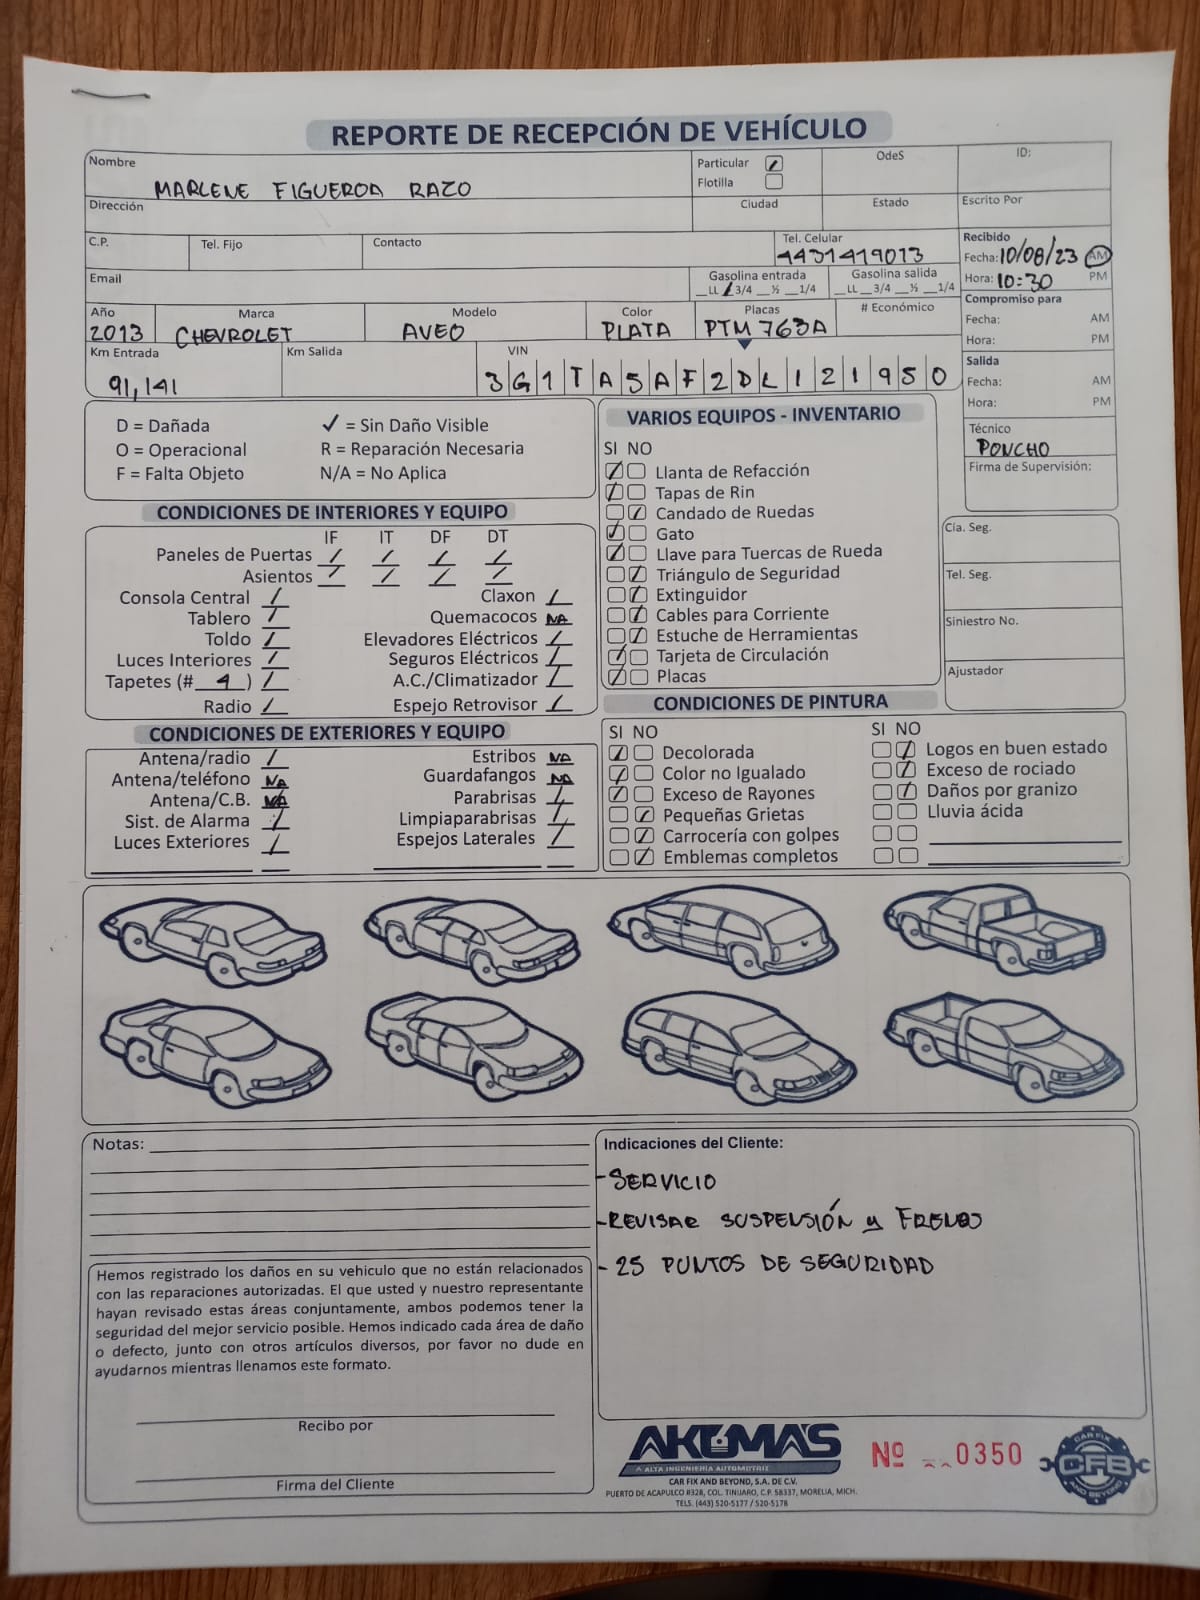 REPORTE DE RECEPCIÓN DE VEHÍCULO
Nombre MARLENE FIGUEROA RAZO
Particular ✓
Flotilla
OdeS
ID:
Dirección
Ciudad
Estado
Escrito Por
C.P.
Tel. Fijo
Contacto
Tel. Celular 4431419013
Recibido
Fecha: 10/08/23 AM
Hora: 10:30 PM
Email
Gasolina entrada
__LL ✓ 3/4 __½ __1/4
Gasolina salida
__LL __3/4 __½ __1/4
Compromiso para
Fecha: AM
Hora: PM
Año 2013
Marca CHEVROLET
Modelo AVEO
Color PLATA
Placas PTM 763A
# Económico
Km Entrada 91,141
Km Salida
VIN 3G1TA5AF2DL121950
Salida
Fecha: AM
Hora: PM
Técnico
PONCHO
Firma de Supervisión:
D = Dañada
✓ = Sin Daño Visible
O = Operacional
R = Reparación Necesaria
F = Falta Objeto
N/A = No Aplica
CONDICIONES DE INTERIORES Y EQUIPO
IF IT DF DT
Paneles de Puertas ✓ ✓ ✓ ✓
Asientos ✓ ✓ ✓ ✓
Consola Central ✓
Claxon ✓
Tablero ✓
Quemacocos NA
Toldo ✓
Elevadores Eléctricos ✓
Luces Interiores ✓
Seguros Eléctricos ✓
Tapetes (# 4 ) ✓
A.C./Climatizador ✓
Radio ✓
Espejo Retrovisor ✓
CONDICIONES DE EXTERIORES Y EQUIPO
Antena/radio ✓
Estribos NA
Antena/teléfono NA
Guardafangos NA
Antena/C.B. NA
Parabrisas ✓
Sist. de Alarma ✓
Limpiaparabrisas ✓
Luces Exteriores ✓
Espejos Laterales ✓
VARIOS EQUIPOS - INVENTARIO
SI NO
Llanta de Refacción
Tapas de Rin
Candado de Ruedas
Gato
Llave para Tuercas de Rueda
Triángulo de Seguridad
Extinguidor
Cables para Corriente
Estuche de Herramientas
Tarjeta de Circulación
Placas
Cía. Seg.
Tel. Seg.
Siniestro No.
Ajustador
CONDICIONES DE PINTURA
SI NO
Decolorada
Color no Igualado
Exceso de Rayones
Pequeñas Grietas
Carrocería con golpes
Emblemas completos
SI NO
Logos en buen estado
Exceso de rociado
Daños por granizo
Lluvia ácida
Notas:
Hemos registrado los daños en su vehiculo que no están relacionados
con las reparaciones autorizadas. El que usted y nuestro representante
hayan revisado estas áreas conjuntamente, ambos podemos tener la
seguridad del mejor servicio posible. Hemos indicado cada área de daño
o defecto, junto con otros artículos diversos, por favor no dude en
ayudarnos mientras llenamos este formato.
Recibo por
Firma del Cliente
Indicaciones del Cliente:
-SERVICIO
-REVISAR SUSPENSIÓN y FRENOS
- 25 PUNTOS DE SEGURIDAD
AKUMA'S
ALTA INGENIERÍA AUTOMOTRIZ
CAR FIX AND BEYOND, S.A. DE C.V.
PUERTO DE ACAPULCO #328, COL. TINIJARO, C.P. 58337, MORELIA, MICH.
TELS. (443) 520-5177 / 520-5178
Nº 0350
CAR FIX
CFB
AND BEYOND